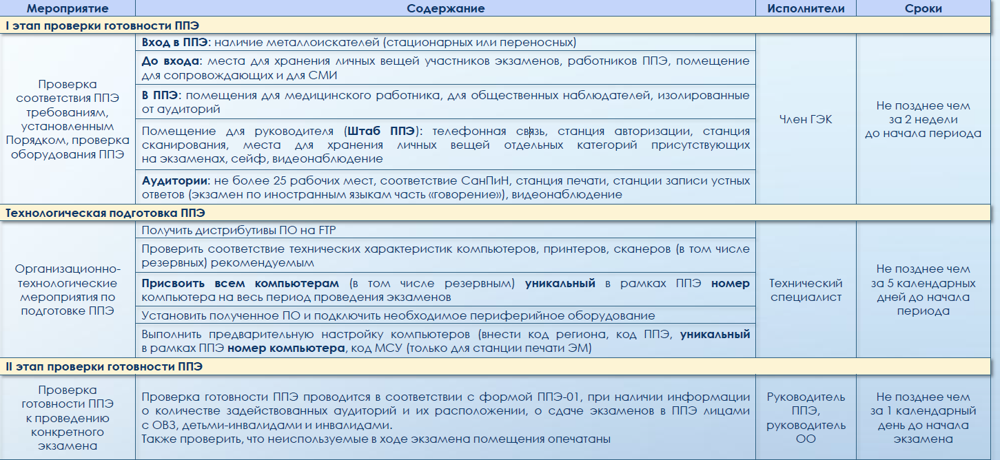 Мероприятие Содержание Исполнители Сроки
I этап проверки готовности ППЭ
Проверка
соответствия ППЭ
требованиям,
установленным
Порядком, проверка
оборудования ППЭ
Вход в ППЭ: наличие металлоискателей (стационарных или переносных)
До входа: места для хранения личных вещей участников экзаменов, работников ППЭ, помещение
для сопровождающих и для СМИ
В ППЭ: помещения для медицинского работника, для общественных наблюдателей, изолированные
от аудиторий
Помещение для руководителя (Штаб ППЭ): телефонная связь, станция авторизации, станция
сканирования, места для хранения личных вещей отдельных категорий присутствующих
на экзаменах, сейф, видеонаблюдение
Аудитории: не более 25 рабочих мест, соответствие СанПиН, станция печати, станции записи устных
ответов (экзамен по иностранным языкам часть «говорение»), видеонаблюдение
Член ГЭК
Не позднее чем
за 2 недели
до начала периода
Технологическая подготовка ППЭ
Организационно-
технологические
мероприятия по
подготовке ППЭ
Получить дистрибутивы ПО на FTP
Проверить соответствие технических характеристик компьютеров, принтеров, сканеров (в том числе
резервных) рекомендуемым
Присвоить всем компьютерам (в том числе резервным) уникальный в рамках ППЭ номер
компьютера на весь период проведения экзаменов
Установить полученное ПО и подключить необходимое периферийное оборудование
Выполнить предварительную настройку компьютеров (внести код региона, код ППЭ, уникальный
в рамках ППЭ номер компьютера, код МСУ (только для станции печати ЭМ)
Технический
специалист
Не позднее чем
за 5 календарных
дней до начала
периода
II этап проверки готовности ППЭ
Проверка
готовности ППЭ
к проведению
конкретного
экзамена
Проверка готовности ППЭ проводится в соответствии с формой ППЭ-01, при наличии информации
о количестве задействованных аудиторий и их расположении, о сдаче экзаменов в ППЭ лицами
с ОВЗ, детьми-инвалидами и инвалидами.
Также проверить, что неиспользуемые в ходе экзамена помещения опечатаны
Руководитель
ППЭ,
руководитель
ОО
Не позднее чем
за 1 календарный
день до начала
экзамена